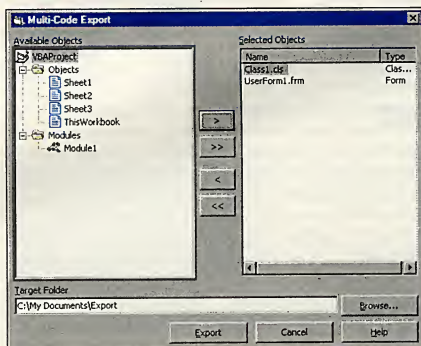 Multi-Code Export
Available Objects
VBAProject
Objects
Sheet1
Sheet2
Sheet3
ThisWorkbook
Modules
Module1
>
>>
<
<<
Selected Objects
Name Type
Class1.cls Clas...
UserForm1.frm Form
Target Folder
C:\My Documents\Export
Browse...
Export Cancel Help